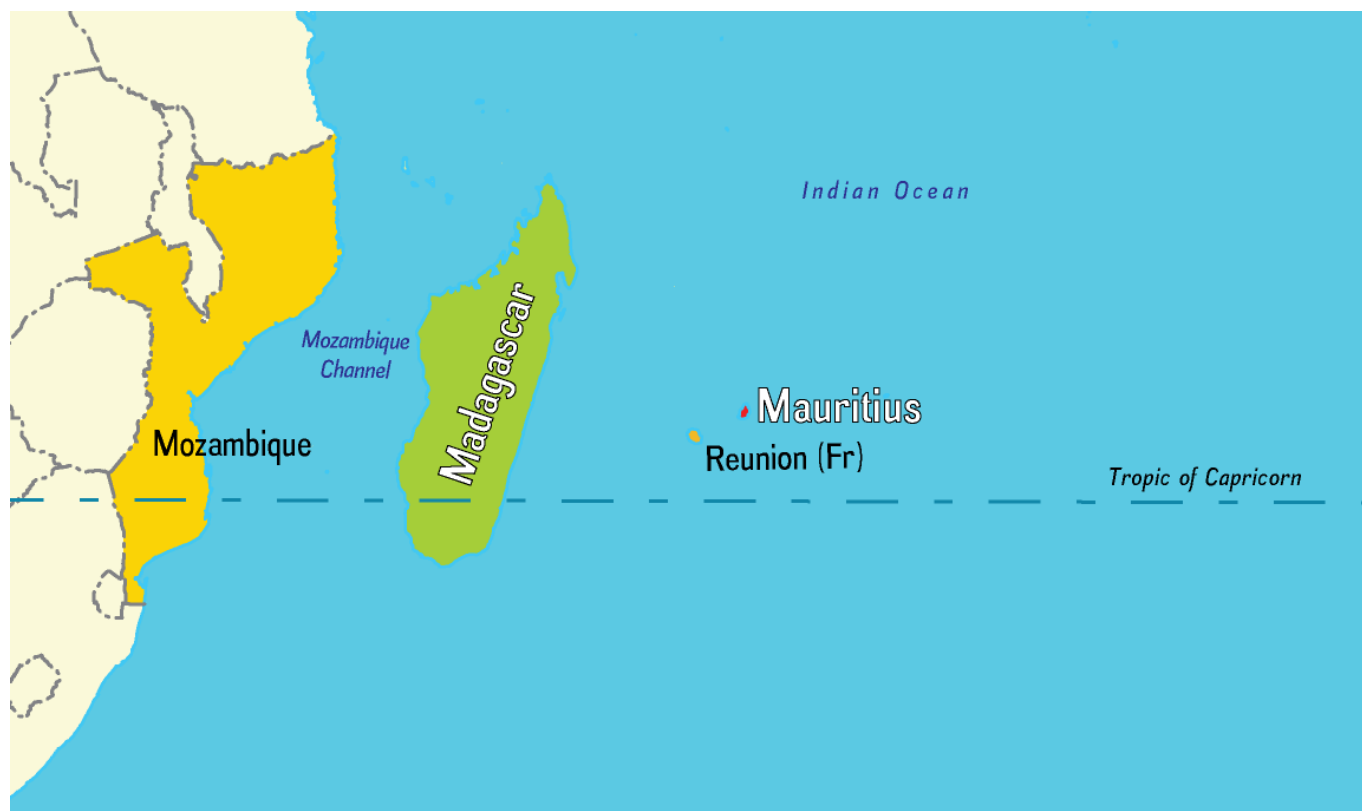 Indian Ocean
Mozambique
Channel
Madagascar
Mauritius
Mozambique
Reunion (Fr)
Tropic of Capricorn